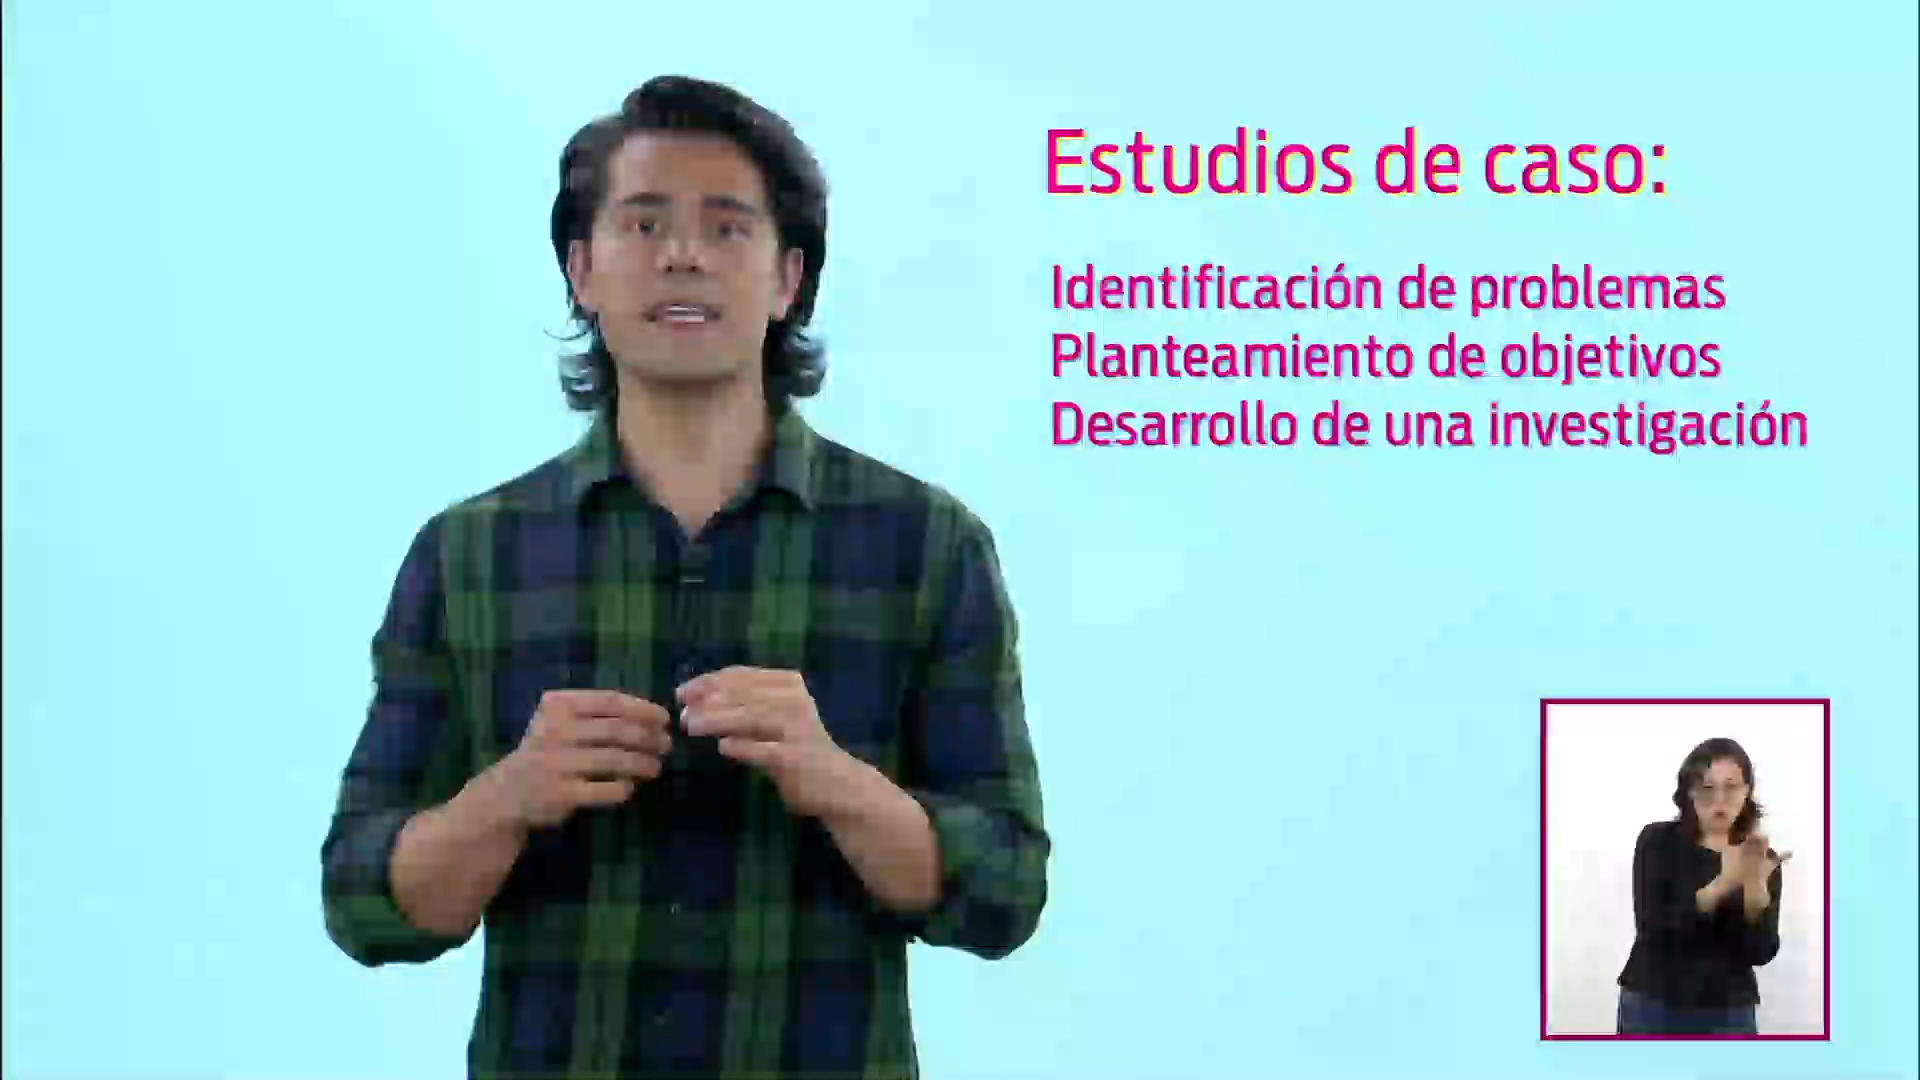 Estudios de caso:
Identificación de problemas
Planteamiento de objetivos
Desarrollo de una investigación